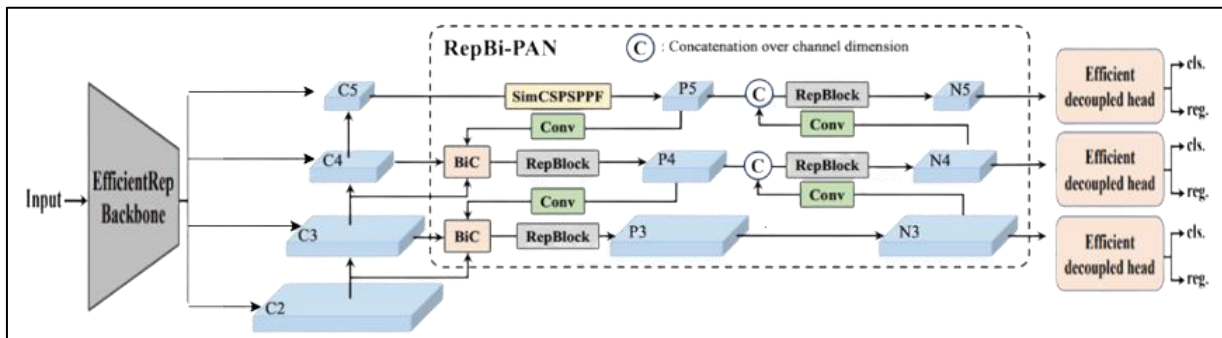 RepBi-PAN
C : Concatenation over channel dimension
C5
SimCSPSPPF
P5
C
RepBlock
N5
Efficient
decoupled head
cls.
reg.
Conv
Conv
C4
BiC
RepBlock
P4
C
RepBlock
N4
Efficient
decoupled head
cls.
reg.
Input
EfficientRep
Backbone
Conv
Conv
C3
BiC
RepBlock
P3
N3
Efficient
decoupled head
cls.
reg.
C2